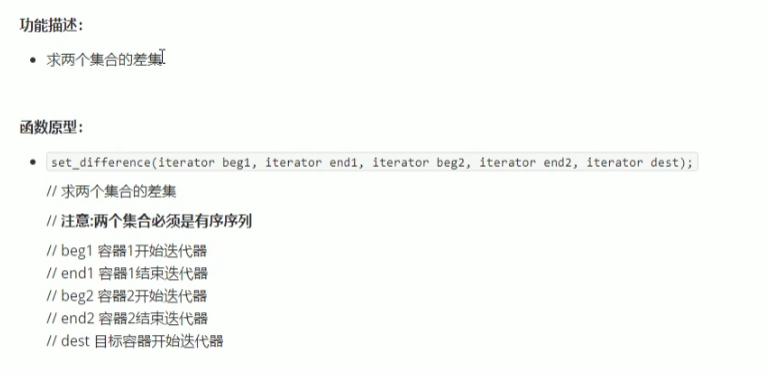 功能描述：
求两个集合的差集
函数原型：
set_difference(iterator beg1, iterator end1, iterator beg2, iterator end2, iterator dest);
// 求两个集合的差集
// 注意:两个集合必须是有序序列
// beg1 容器1开始迭代器
// end1 容器1结束迭代器
// beg2 容器2开始迭代器
// end2 容器2结束迭代器
// dest 目标容器开始迭代器